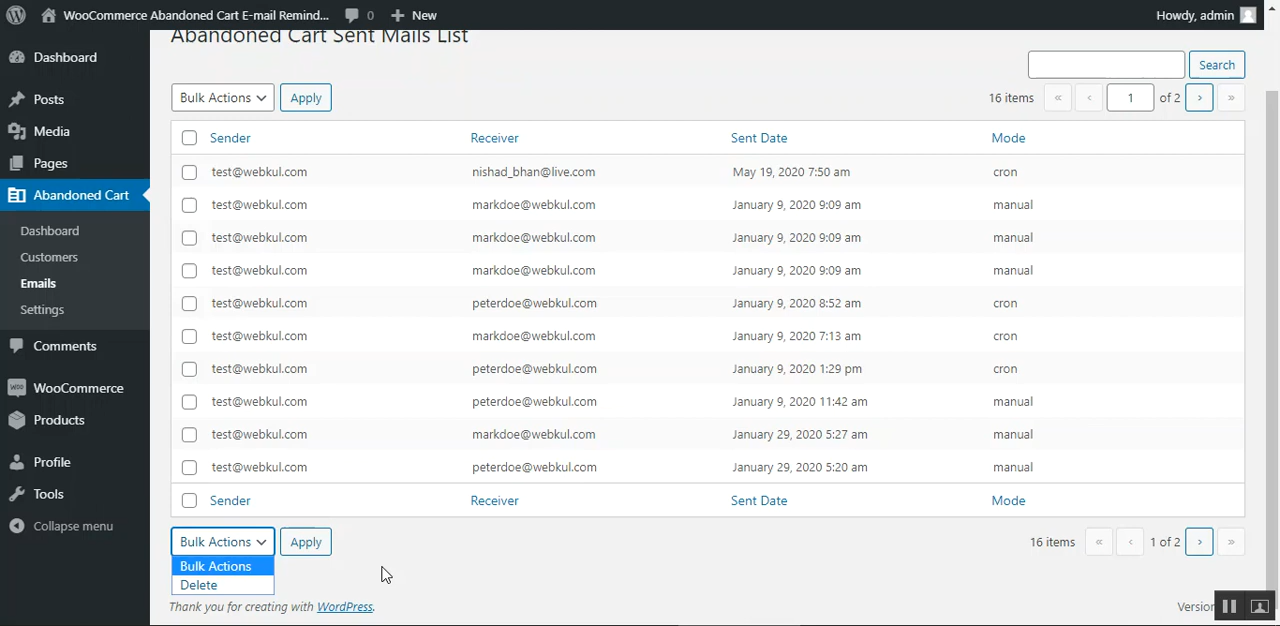 WooCommerce Abandoned Cart E-mail Remind... 0 New Howdy, admin
Dashboard
Posts
Media
Pages
Abandoned Cart
Dashboard
Customers
Emails
Settings
Comments
WooCommerce
Products
Profile
Tools
Collapse menu
Abandoned Cart Sent Mails List
Search
Bulk Actions Apply 16 items « ‹ 1 of 2 › »
Sender Receiver Sent Date Mode
test@webkul.com nishad_bhan@live.com May 19, 2020 7:50 am cron
test@webkul.com markdoe@webkul.com January 9, 2020 9:09 am manual
test@webkul.com markdoe@webkul.com January 9, 2020 9:09 am manual
test@webkul.com markdoe@webkul.com January 9, 2020 9:09 am manual
test@webkul.com peterdoe@webkul.com January 9, 2020 8:52 am cron
test@webkul.com markdoe@webkul.com January 9, 2020 7:13 am cron
test@webkul.com peterdoe@webkul.com January 9, 2020 1:29 pm cron
test@webkul.com peterdoe@webkul.com January 9, 2020 11:42 am manual
test@webkul.com markdoe@webkul.com January 29, 2020 5:27 am manual
test@webkul.com peterdoe@webkul.com January 29, 2020 5:20 am manual
Sender Receiver Sent Date Mode
Bulk Actions Apply 16 items « ‹ 1 of 2 › »
Bulk Actions
Delete
Thank you for creating with WordPress. Versio